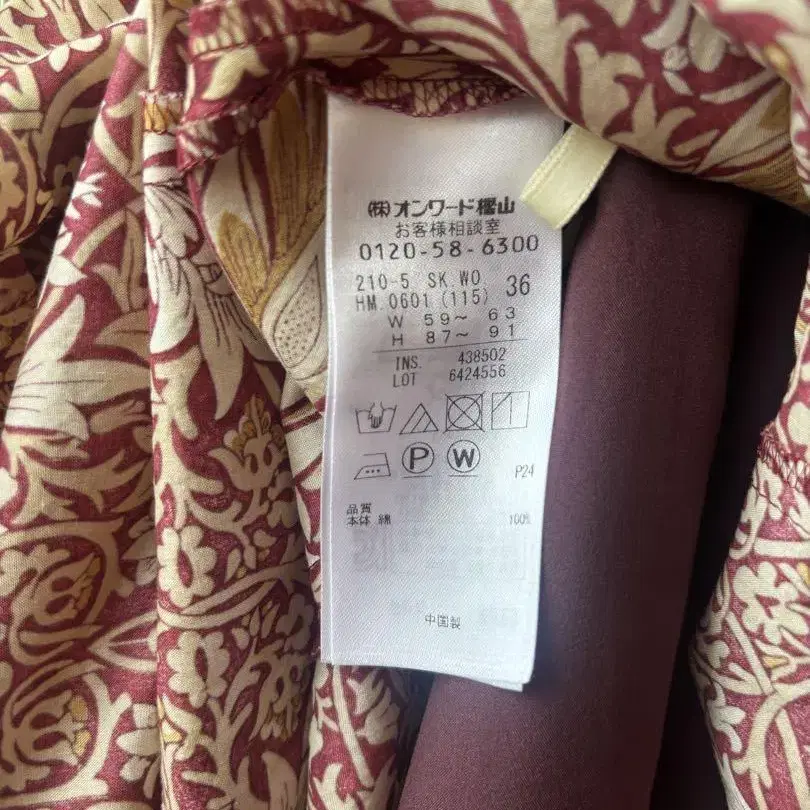 ㈱オンワード樫山
お客様相談室
0120-58-6300
210-5 SK.WO
HM.0601 (115) 36
W 59~ 63
H 87~ 91
INS. 438502
LOT 6424556
P W
P24
品質
本体 綿 100%
中国製